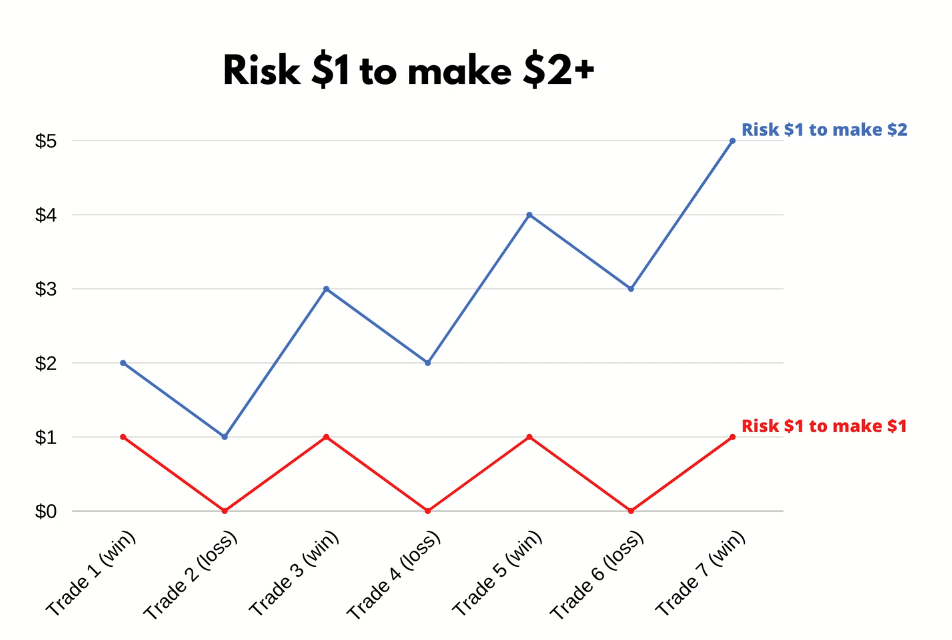 Risk $1 to make $2+
Risk $1 to make $2
$5
$4
$3
$2
Risk $1 to make $1
$1
$0
Trade 1 (win)
Trade 2 (loss)
Trade 3 (win)
Trade 4 (loss)
Trade 5 (win)
Trade 6 (loss)
Trade 7 (win)